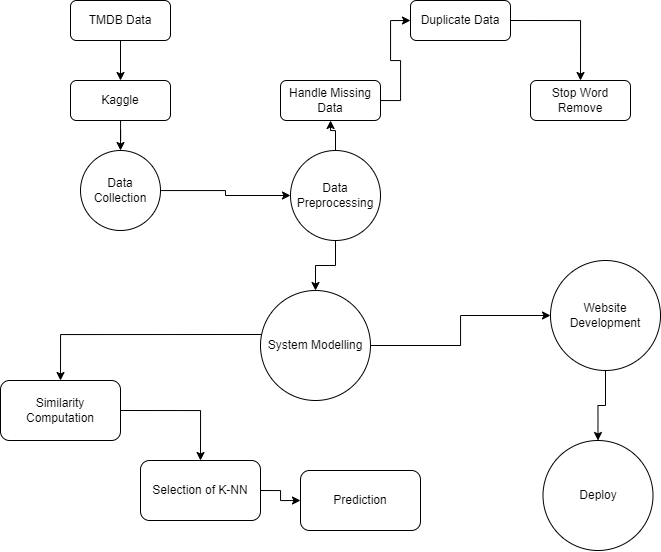 TMDB Data
Duplicate Data
Kaggle
Handle Missing
Data
Stop Word
Remove
Data
Collection
Data
Preprocessing
System Modelling
Website
Development
Similarity
Computation
Selection of K-NN
Prediction
Deploy